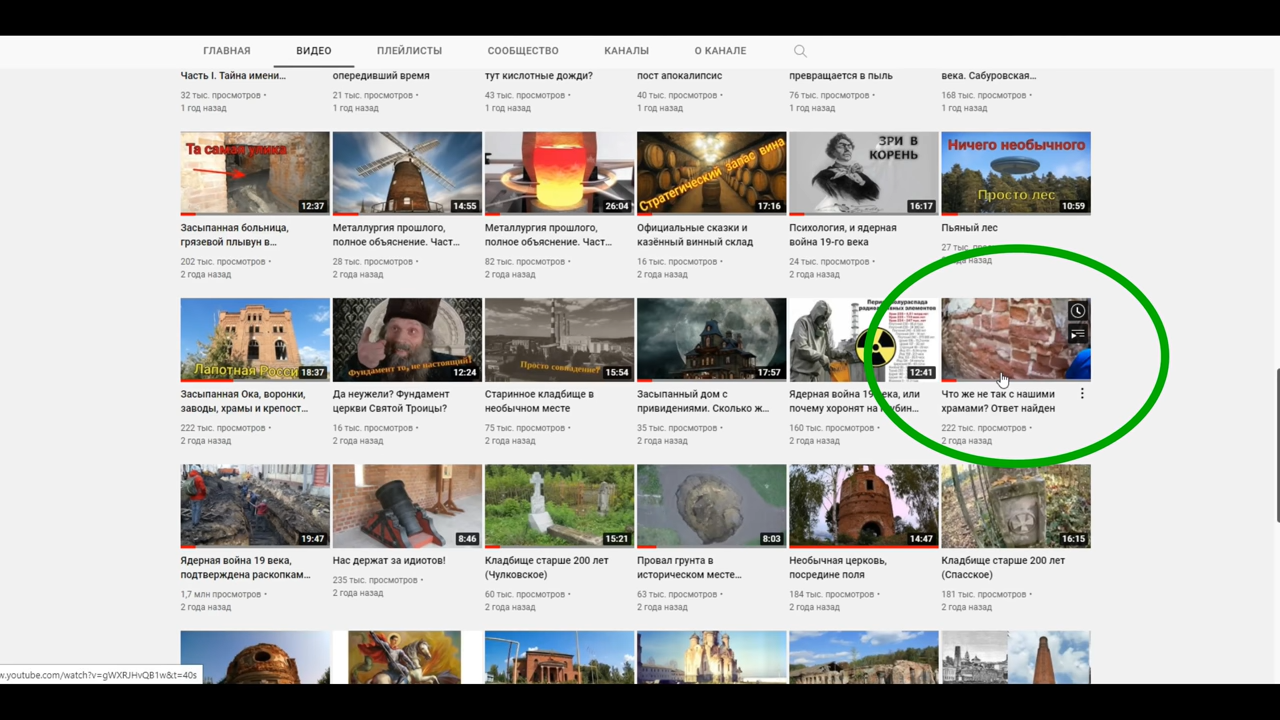 ГЛАВНАЯ ВИДЕО ПЛЕЙЛИСТЫ СООБЩЕСТВО КАНАЛЫ О КАНАЛЕ
Часть I. Тайна имени...
32 тыс. просмотров •
1 год назад
опередивший время
21 тыс. просмотров •
1 год назад
тут кислотные дожди?
43 тыс. просмотров •
1 год назад
пост апокалипсис
40 тыс. просмотров •
1 год назад
превращается в пыль
76 тыс. просмотров •
1 год назад
века. Сабуровская...
168 тыс. просмотров •
1 год назад
Та самая улика
12:37
Засыпанная больница,
грязевой плывун в...
202 тыс. просмотров •
2 года назад
14:55
Металлургия прошлого,
полное объяснение. Част...
28 тыс. просмотров •
2 года назад
26:04
Металлургия прошлого,
полное объяснение. Част...
82 тыс. просмотров •
2 года назад
Стратегический запас вина
17:16
Официальные сказки и
казённый винный склад
16 тыс. просмотров •
2 года назад
ЗРИ В
КОРЕНЬ
16:17
Психология, и ядерная
война 19-го века
24 тыс. просмотров •
2 года назад
Ничего необычного
Просто лес
10:59
Пьяный лес
27 тыс.
назад
Лапотная Росси
18:37
Засыпанная Ока, воронки,
заводы, храмы и крепост...
222 тыс. просмотров •
2 года назад
Фундамент то, не настоящий!
12:24
Да неужели? Фундамент
церкви Святой Троицы?
16 тыс. просмотров •
2 года назад
Просто совпадение?
15:54
Старинное кладбище в
необычном месте
75 тыс. просмотров •
2 года назад
17:57
Засыпанный дом с
привидениями. Сколько ж...
35 тыс. просмотров •
2 года назад
12:41
Ядерная война 19 века, или
почему хоронят на
160 тыс. просмотров •
2 года назад
Что же не так с нашими
храмами? Ответ найден
222 тыс. просмотров •
2 года назад
19:47
Ядерная война 19 века,
подтверждена раскопкам...
1,7 млн просмотров •
2 года назад
8:46
Нас держат за идиотов!
235 тыс. просмотров •
2 года назад
15:21
Кладбище старше 200 лет
(Чулковское)
60 тыс. просмотров •
2 года назад
8:03
Провал грунта в
историческом месте...
63 тыс. просмотров •
2 года назад
14:47
Необычная церковь,
посредине поля
184 тыс. просмотров •
2 года назад
16:15
Кладбище старше 200 лет
(Спасское)
181 тыс. просмотров •
2 года назад
.youtube.com/watch?v=gWXRJHvQB1w&t=40s